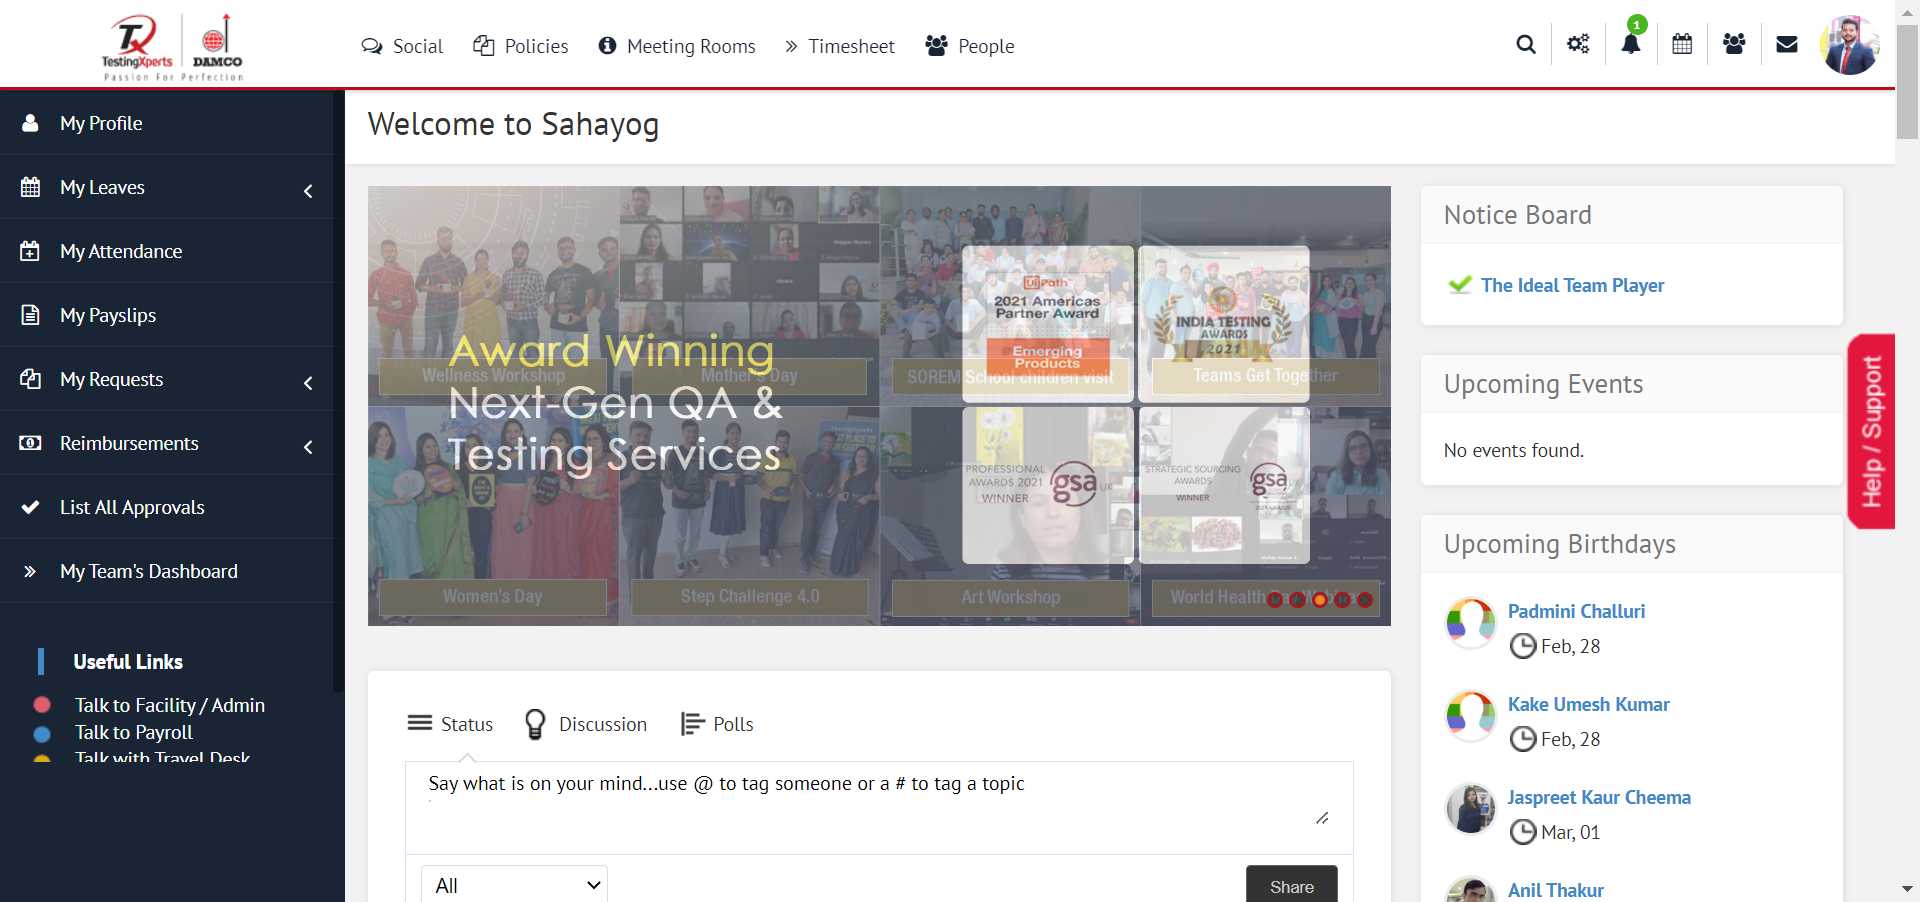 TestingXperts
DAMCO
Passion For Perfection
Social
Policies
Meeting Rooms
Timesheet
People
1
My Profile
My Leaves
My Attendance
My Payslips
My Requests
Reimbursements
List All Approvals
My Team's Dashboard
Useful Links
Talk to Facility / Admin
Talk to Payroll
Talk with Travel Desk
Welcome to Sahayog
Award Winning
Next-Gen QA &
Testing Services
Wellness Workshop
Mother's Day
SOREM School children visit
Teams Get Together
UiPath
2021 Americas
Partner Award
Emerging
Products
INDIA TESTING
AWARDS
2021
PROFESSIONAL
AWARDS 2021
WINNER
gsa UK
STRATEGIC SOURCING
AWARDS
WINNER
gsa
Women's Day
Step Challenge 4.0
Art Workshop
World Health Day Webinar
Status
Discussion
Polls
Say what is on your mind...use @ to tag someone or a # to tag a topic
All
Share
Notice Board
The Ideal Team Player
Upcoming Events
No events found.
Upcoming Birthdays
Padmini Challuri
Feb, 28
Kake Umesh Kumar
Feb, 28
Jaspreet Kaur Cheema
Mar, 01
Anil Thakur
Help / Support